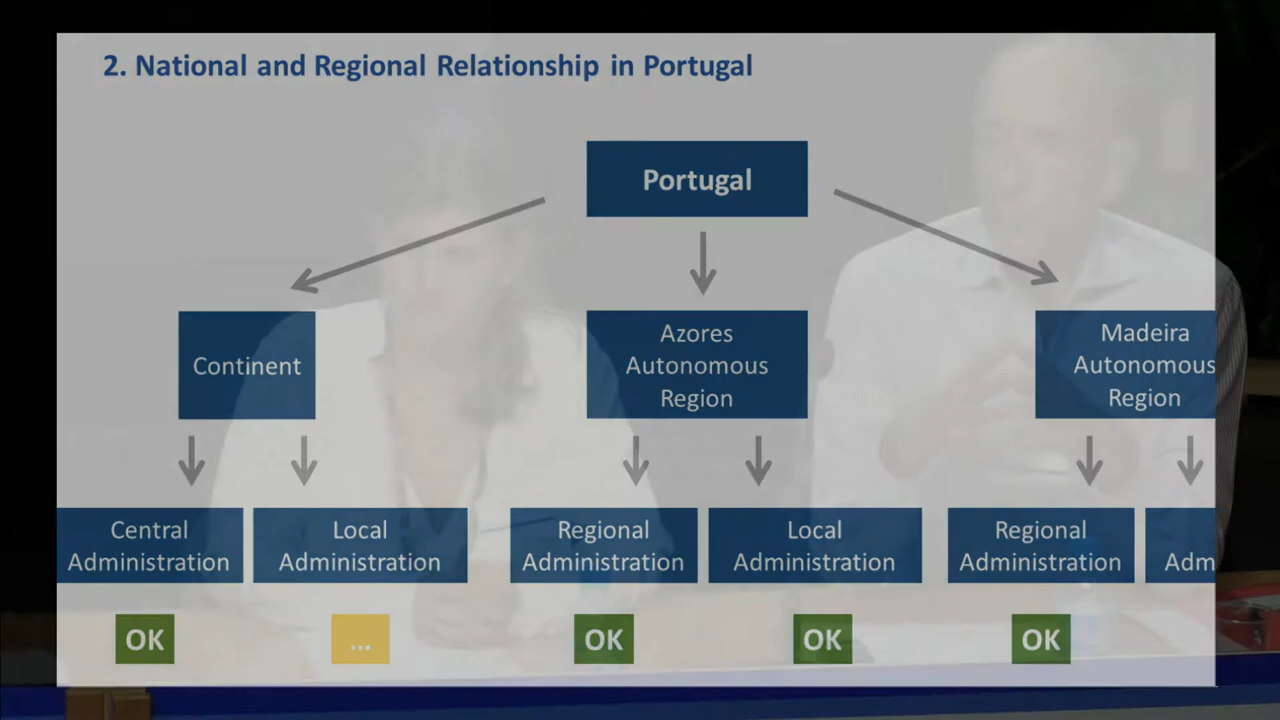 2. National and Regional Relationship in Portugal
Portugal
Continent
Azores
Autonomous
Region
Madeira
Autonomous
Region
Central
Administration
Local
Administration
Regional
Administration
Local
Administration
Regional
Administration
Adm
OK
...
OK
OK
OK